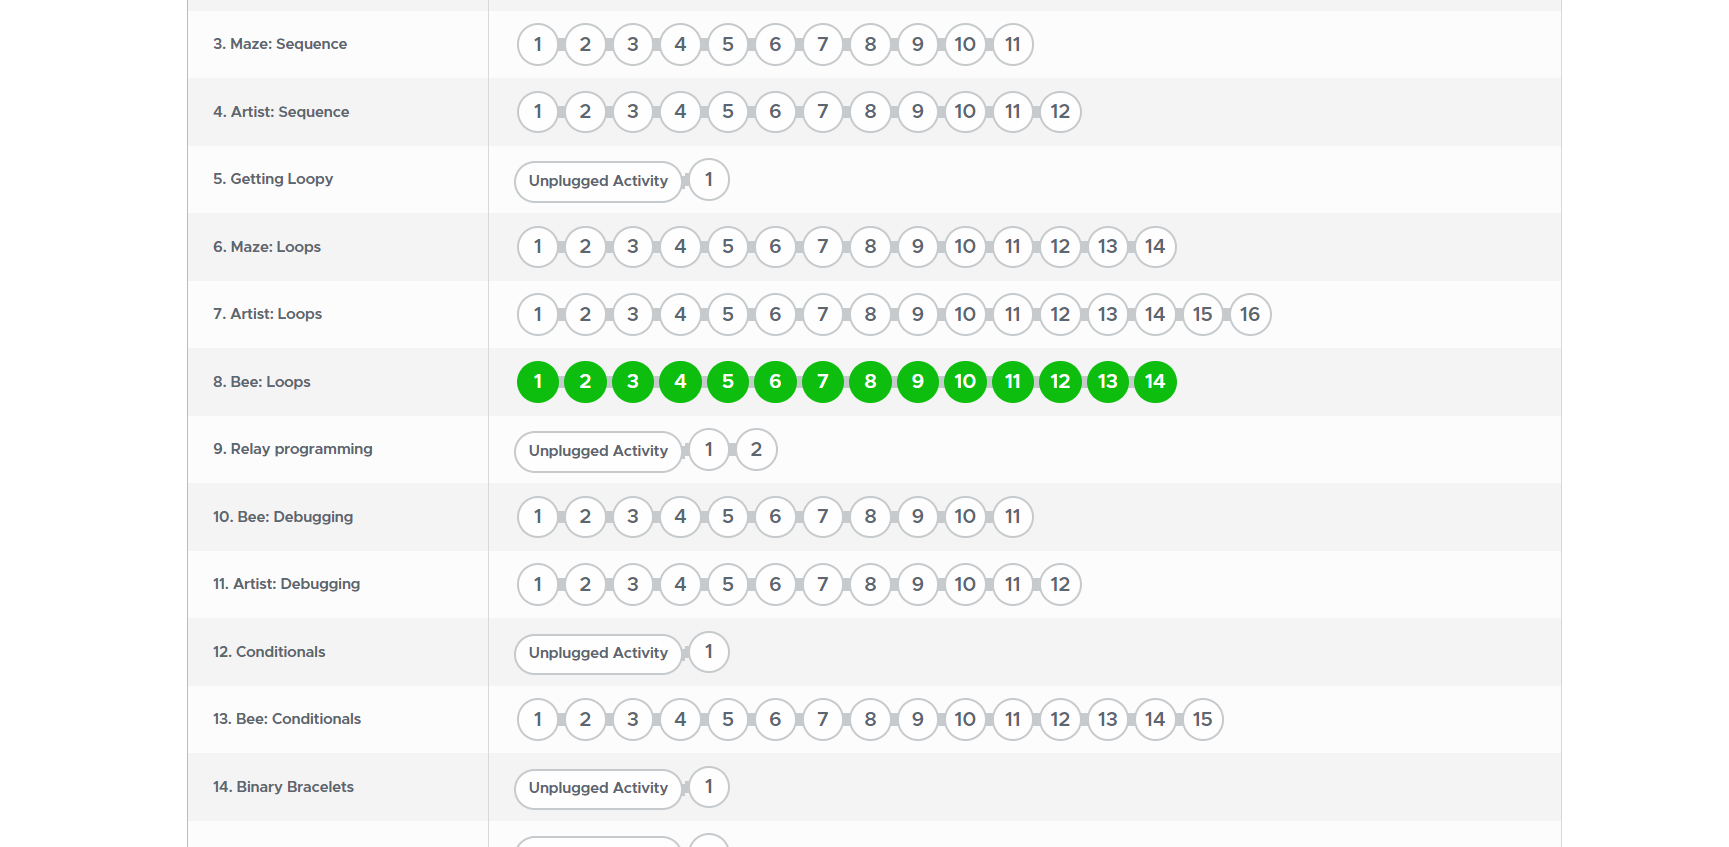 3. Maze: Sequence 1 2 3 4 5 6 7 8 9 10 11
4. Artist: Sequence 1 2 3 4 5 6 7 8 9 10 11 12
5. Getting Loopy Unplugged Activity 1
6. Maze: Loops 1 2 3 4 5 6 7 8 9 10 11 12 13 14
7. Artist: Loops 1 2 3 4 5 6 7 8 9 10 11 12 13 14 15 16
8. Bee: Loops 1 2 3 4 5 6 7 8 9 10 11 12 13 14
9. Relay programming Unplugged Activity 1 2
10. Bee: Debugging 1 2 3 4 5 6 7 8 9 10 11
11. Artist: Debugging 1 2 3 4 5 6 7 8 9 10 11 12
12. Conditionals Unplugged Activity 1
13. Bee: Conditionals 1 2 3 4 5 6 7 8 9 10 11 12 13 14 15
14. Binary Bracelets Unplugged Activity 1